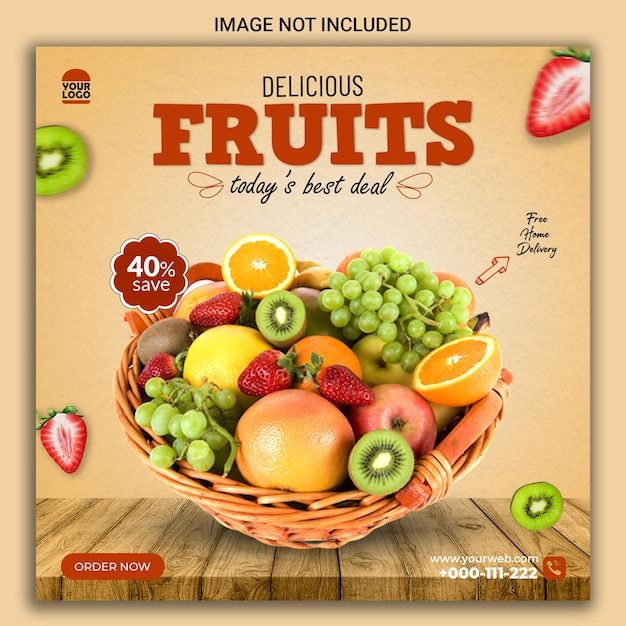 IMAGE NOT INCLUDED
YOUR
LOGO
DELICIOUS
FRUITS
today's best deal
Free
Home
Delivery
40%
save
ORDER NOW
www.yourweb.com
+000-111-222